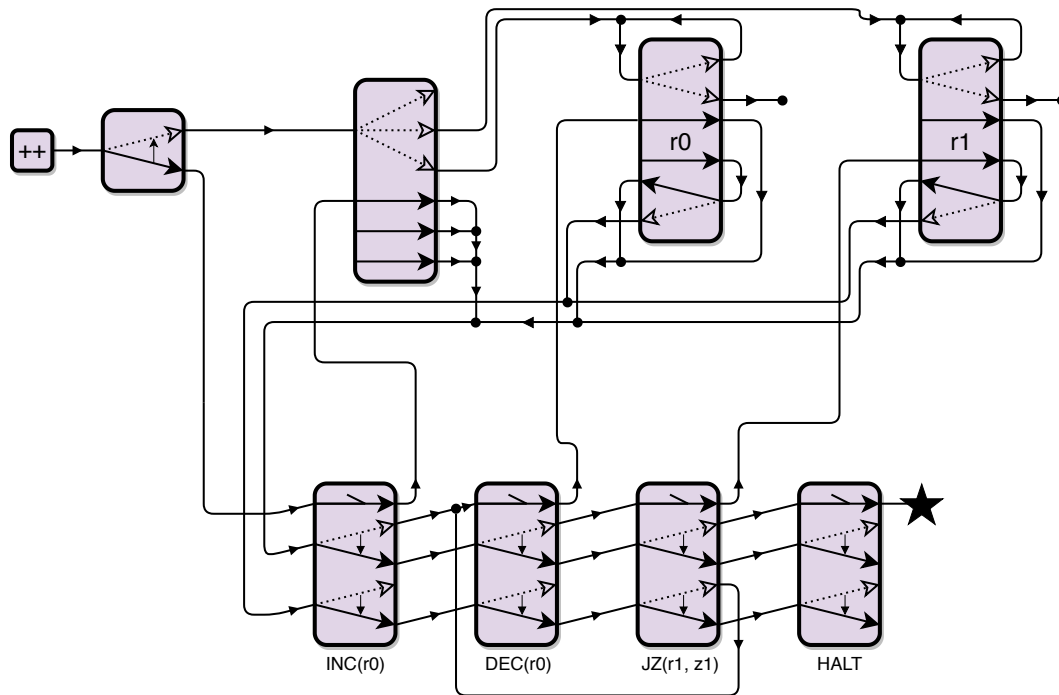 ++
r0
r1
INC(r0)
DEC(r0)
JZ(r1, z1)
HALT